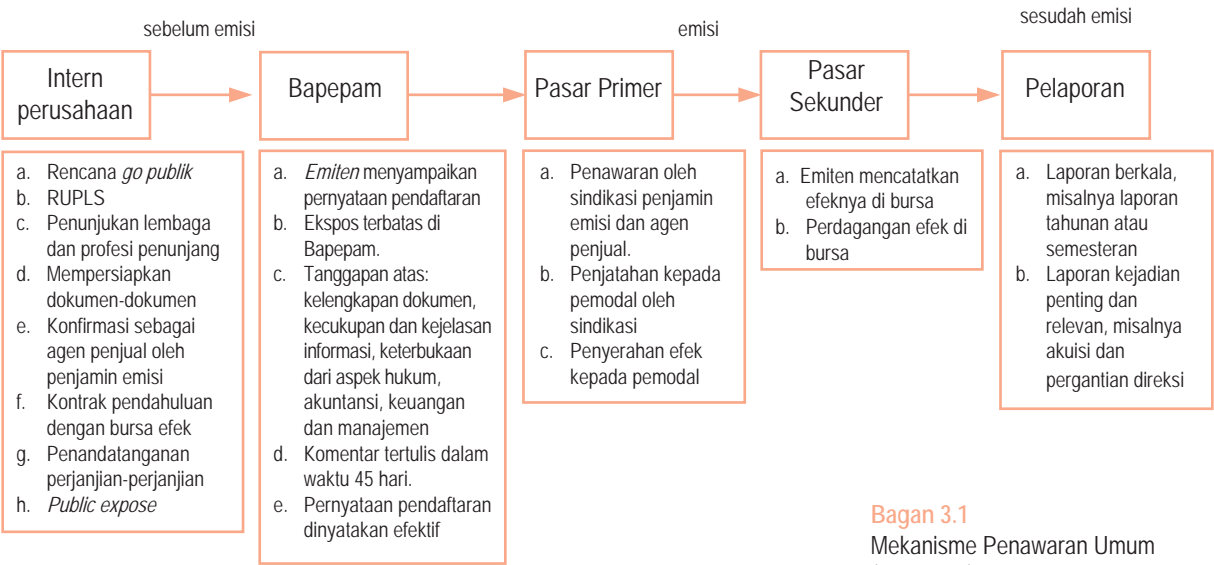 sebelum emisi
emisi
sesudah emisi
Intern
perusahaan
Bapepam
Pasar Primer
Pasar
Sekunder
Pelaporan
a. Rencana go publik
b. RUPLS
c. Penunjukan lembaga
dan profesi penunjang
d. Mempersiapkan
dokumen-dokumen
e. Konfirmasi sebagai
agen penjual oleh
penjamin emisi
f. Kontrak pendahuluan
dengan bursa efek
g. Penandatanganan
perjanjian-perjanjian
h. Public expose
a. Emiten menyampaikan
pernyataan pendaftaran
b. Ekspos terbatas di
Bapepam.
c. Tanggapan atas:
kelengkapan dokumen,
kecukupan dan kejelasan
informasi, keterbukaan
dari aspek hukum,
akuntansi, keuangan
dan manajemen
d. Komentar tertulis dalam
waktu 45 hari.
e. Pernyataan pendaftaran
dinyatakan efektif
a. Penawaran oleh
sindikasi penjamin
emisi dan agen
penjual.
b. Penjatahan kepada
pemodal oleh
sindikasi
c. Penyerahan efek
kepada pemodal
a. Emiten mencatatkan
efeknya di bursa
b. Perdagangan efek di
bursa
a. Laporan berkala,
misalnya laporan
tahunan atau
semesteran
b. Laporan kejadian
penting dan
relevan, misalnya
akuisi dan
pergantian direksi
Bagan 3.1
Mekanisme Penawaran Umum